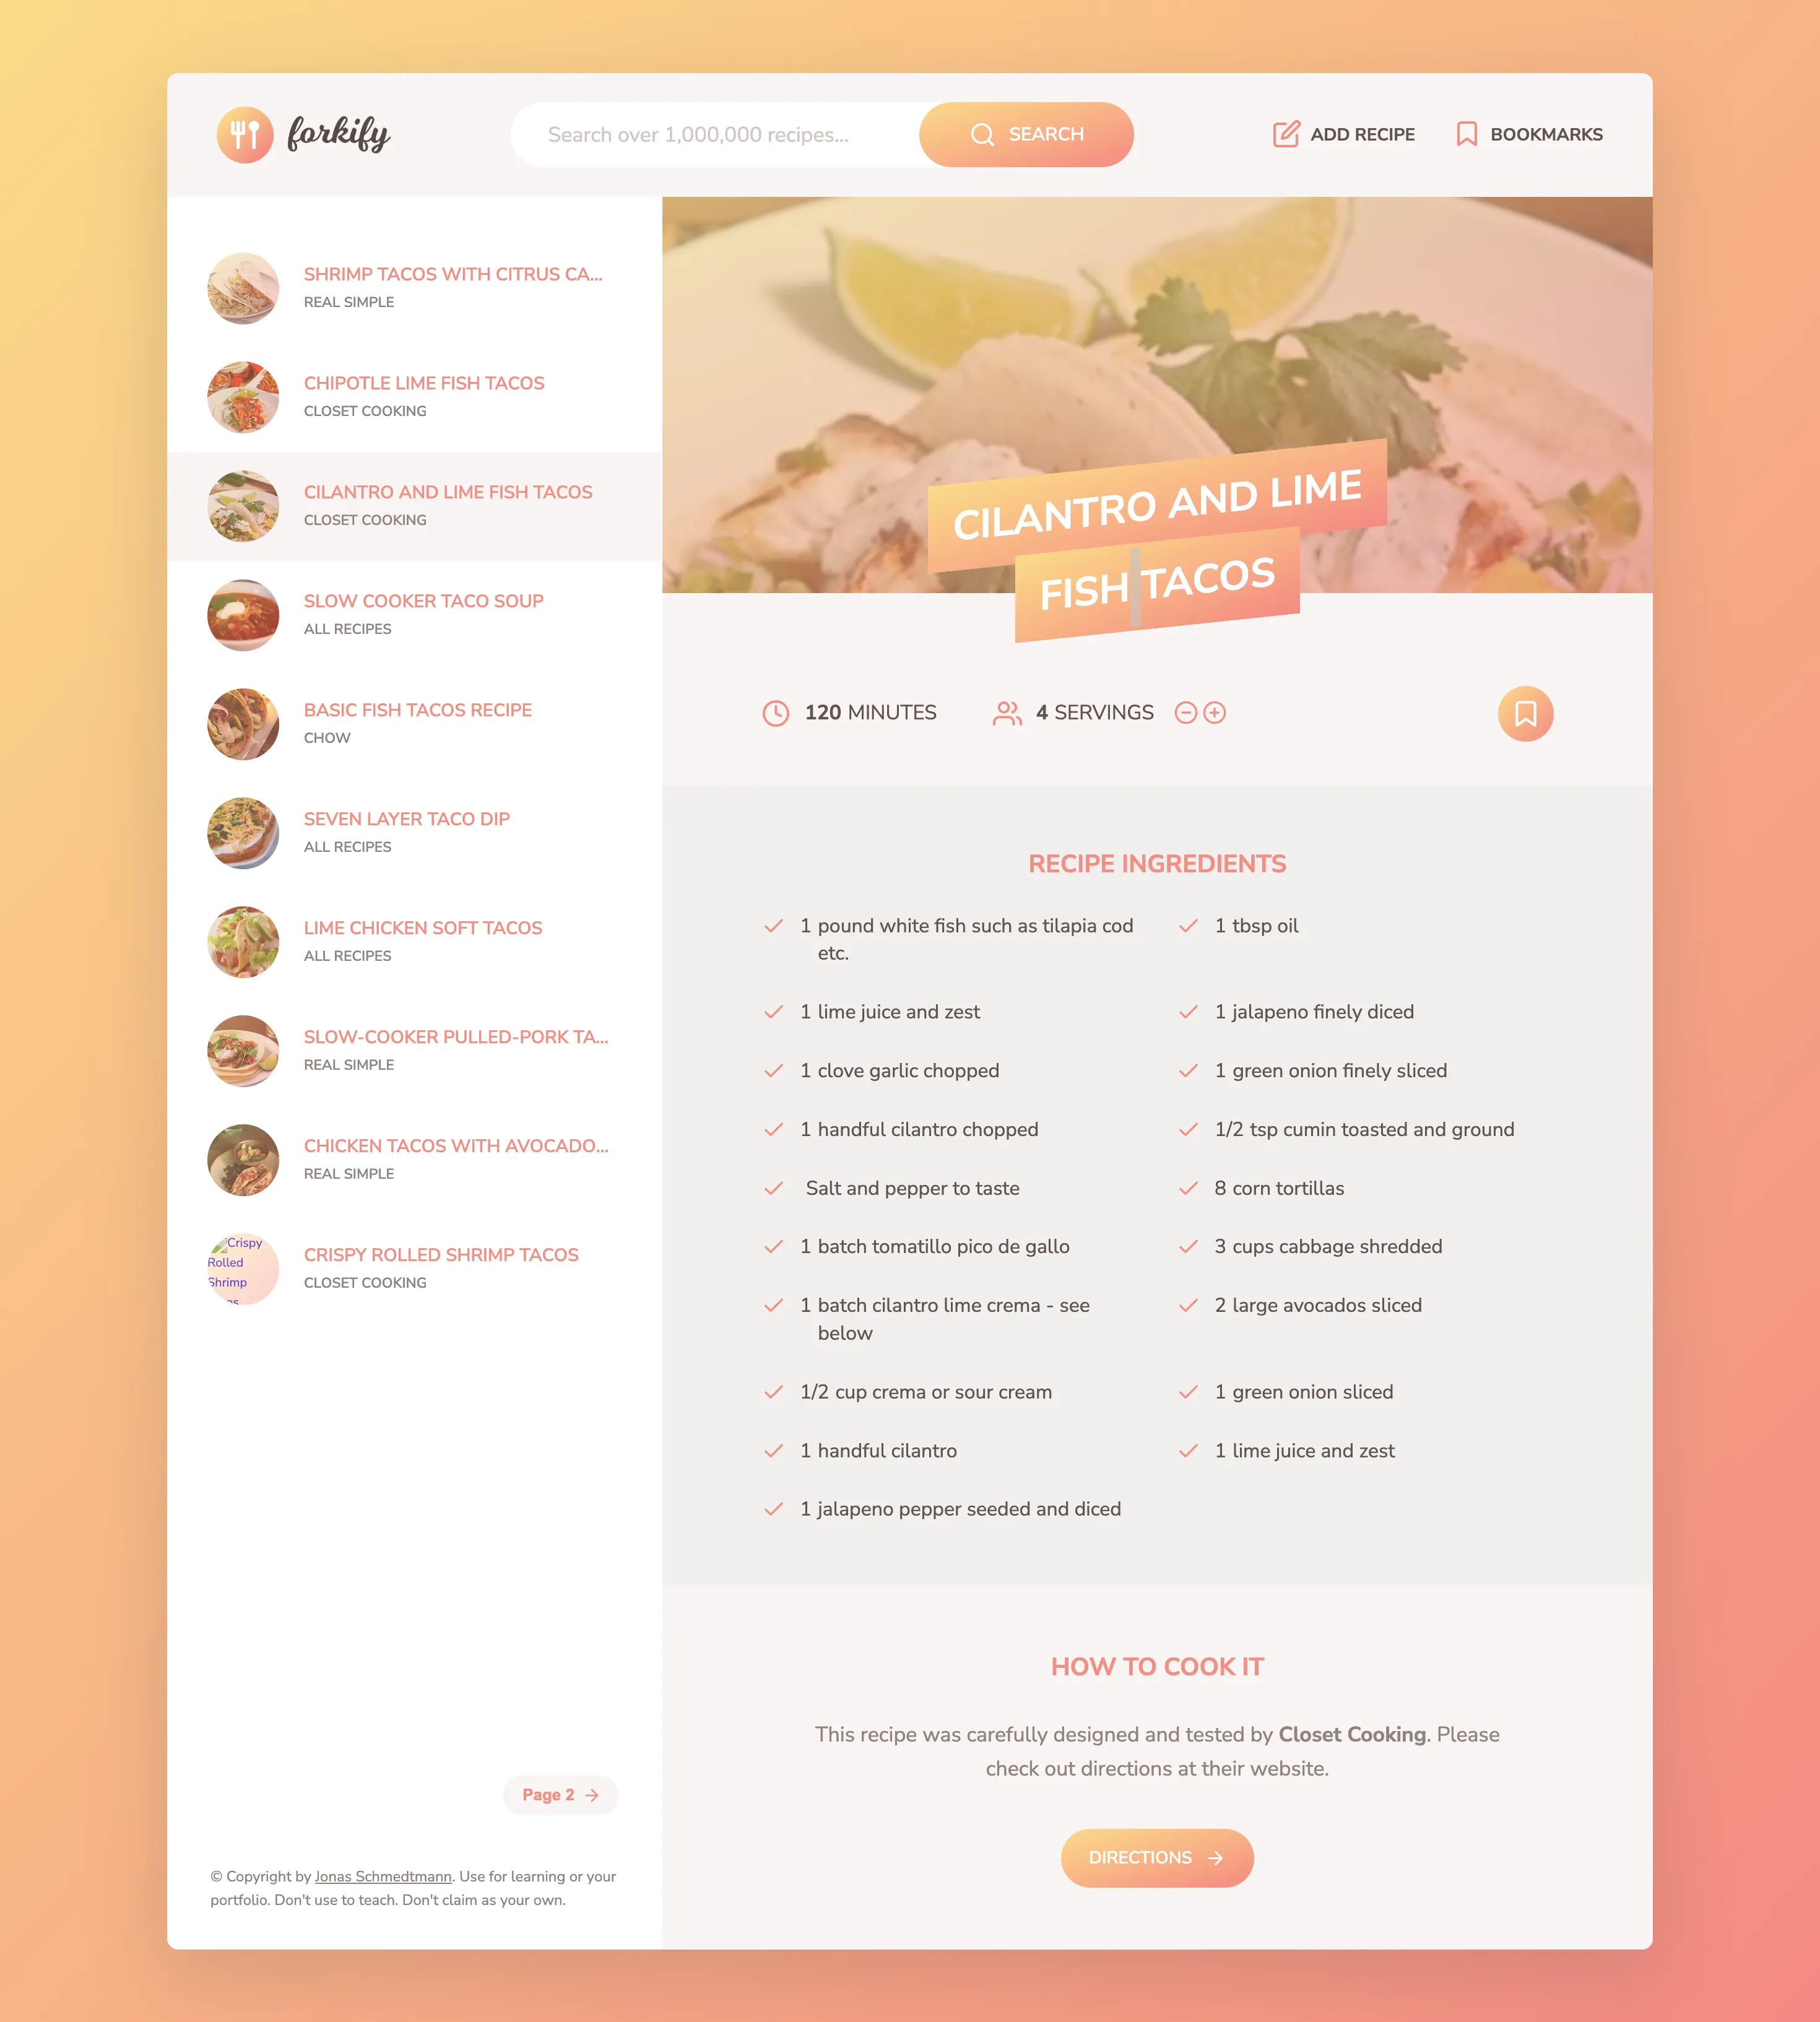 forkify
Search over 1,000,000 recipes...
SEARCH
ADD RECIPE
BOOKMARKS
SHRIMP TACOS WITH CITRUS CA...
REAL SIMPLE
CHIPOTLE LIME FISH TACOS
CLOSET COOKING
CILANTRO AND LIME FISH TACOS
CLOSET COOKING
SLOW COOKER TACO SOUP
ALL RECIPES
BASIC FISH TACOS RECIPE
CHOW
SEVEN LAYER TACO DIP
ALL RECIPES
LIME CHICKEN SOFT TACOS
ALL RECIPES
SLOW-COOKER PULLED-PORK TA...
REAL SIMPLE
CHICKEN TACOS WITH AVOCADO...
REAL SIMPLE
Crispy
Rolled
Shrimp
CRISPY ROLLED SHRIMP TACOS
CLOSET COOKING
Page 2
© Copyright by Jonas Schmedtmann. Use for learning or your
portfolio. Don't use to teach. Don't claim as your own.
CILANTRO AND LIME
FISH TACOS
120 MINUTES
4 SERVINGS
RECIPE INGREDIENTS
1 pound white fish such as tilapia cod
etc.
1 tbsp oil
1 lime juice and zest
1 jalapeno finely diced
1 clove garlic chopped
1 green onion finely sliced
1 handful cilantro chopped
1/2 tsp cumin toasted and ground
Salt and pepper to taste
8 corn tortillas
1 batch tomatillo pico de gallo
3 cups cabbage shredded
1 batch cilantro lime crema - see
below
2 large avocados sliced
1/2 cup crema or sour cream
1 green onion sliced
1 handful cilantro
1 lime juice and zest
1 jalapeno pepper seeded and diced
HOW TO COOK IT
This recipe was carefully designed and tested by Closet Cooking. Please
check out directions at their website.
DIRECTIONS